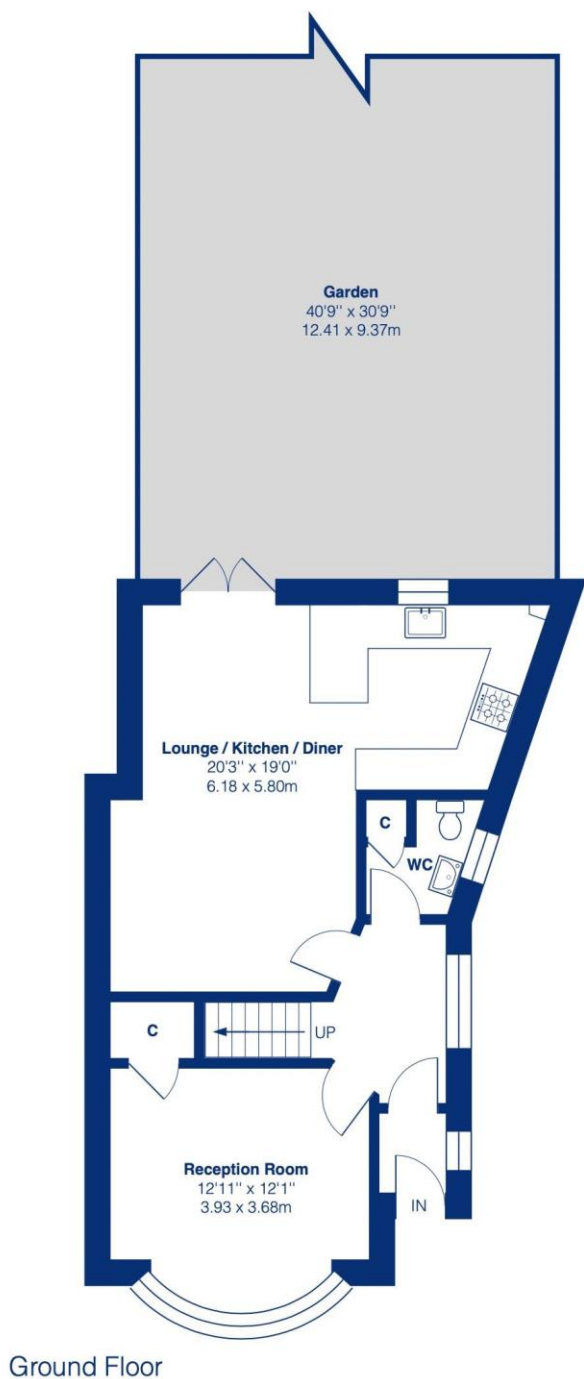 Garden
40'9'' x 30'9''
12.41 x 9.37m
Lounge / Kitchen / Diner
20'3'' x 19'0''
6.18 x 5.80m
C
WC
C
UP
Reception Room
12'11'' x 12'1''
3.93 x 3.68m
IN
Ground Floor